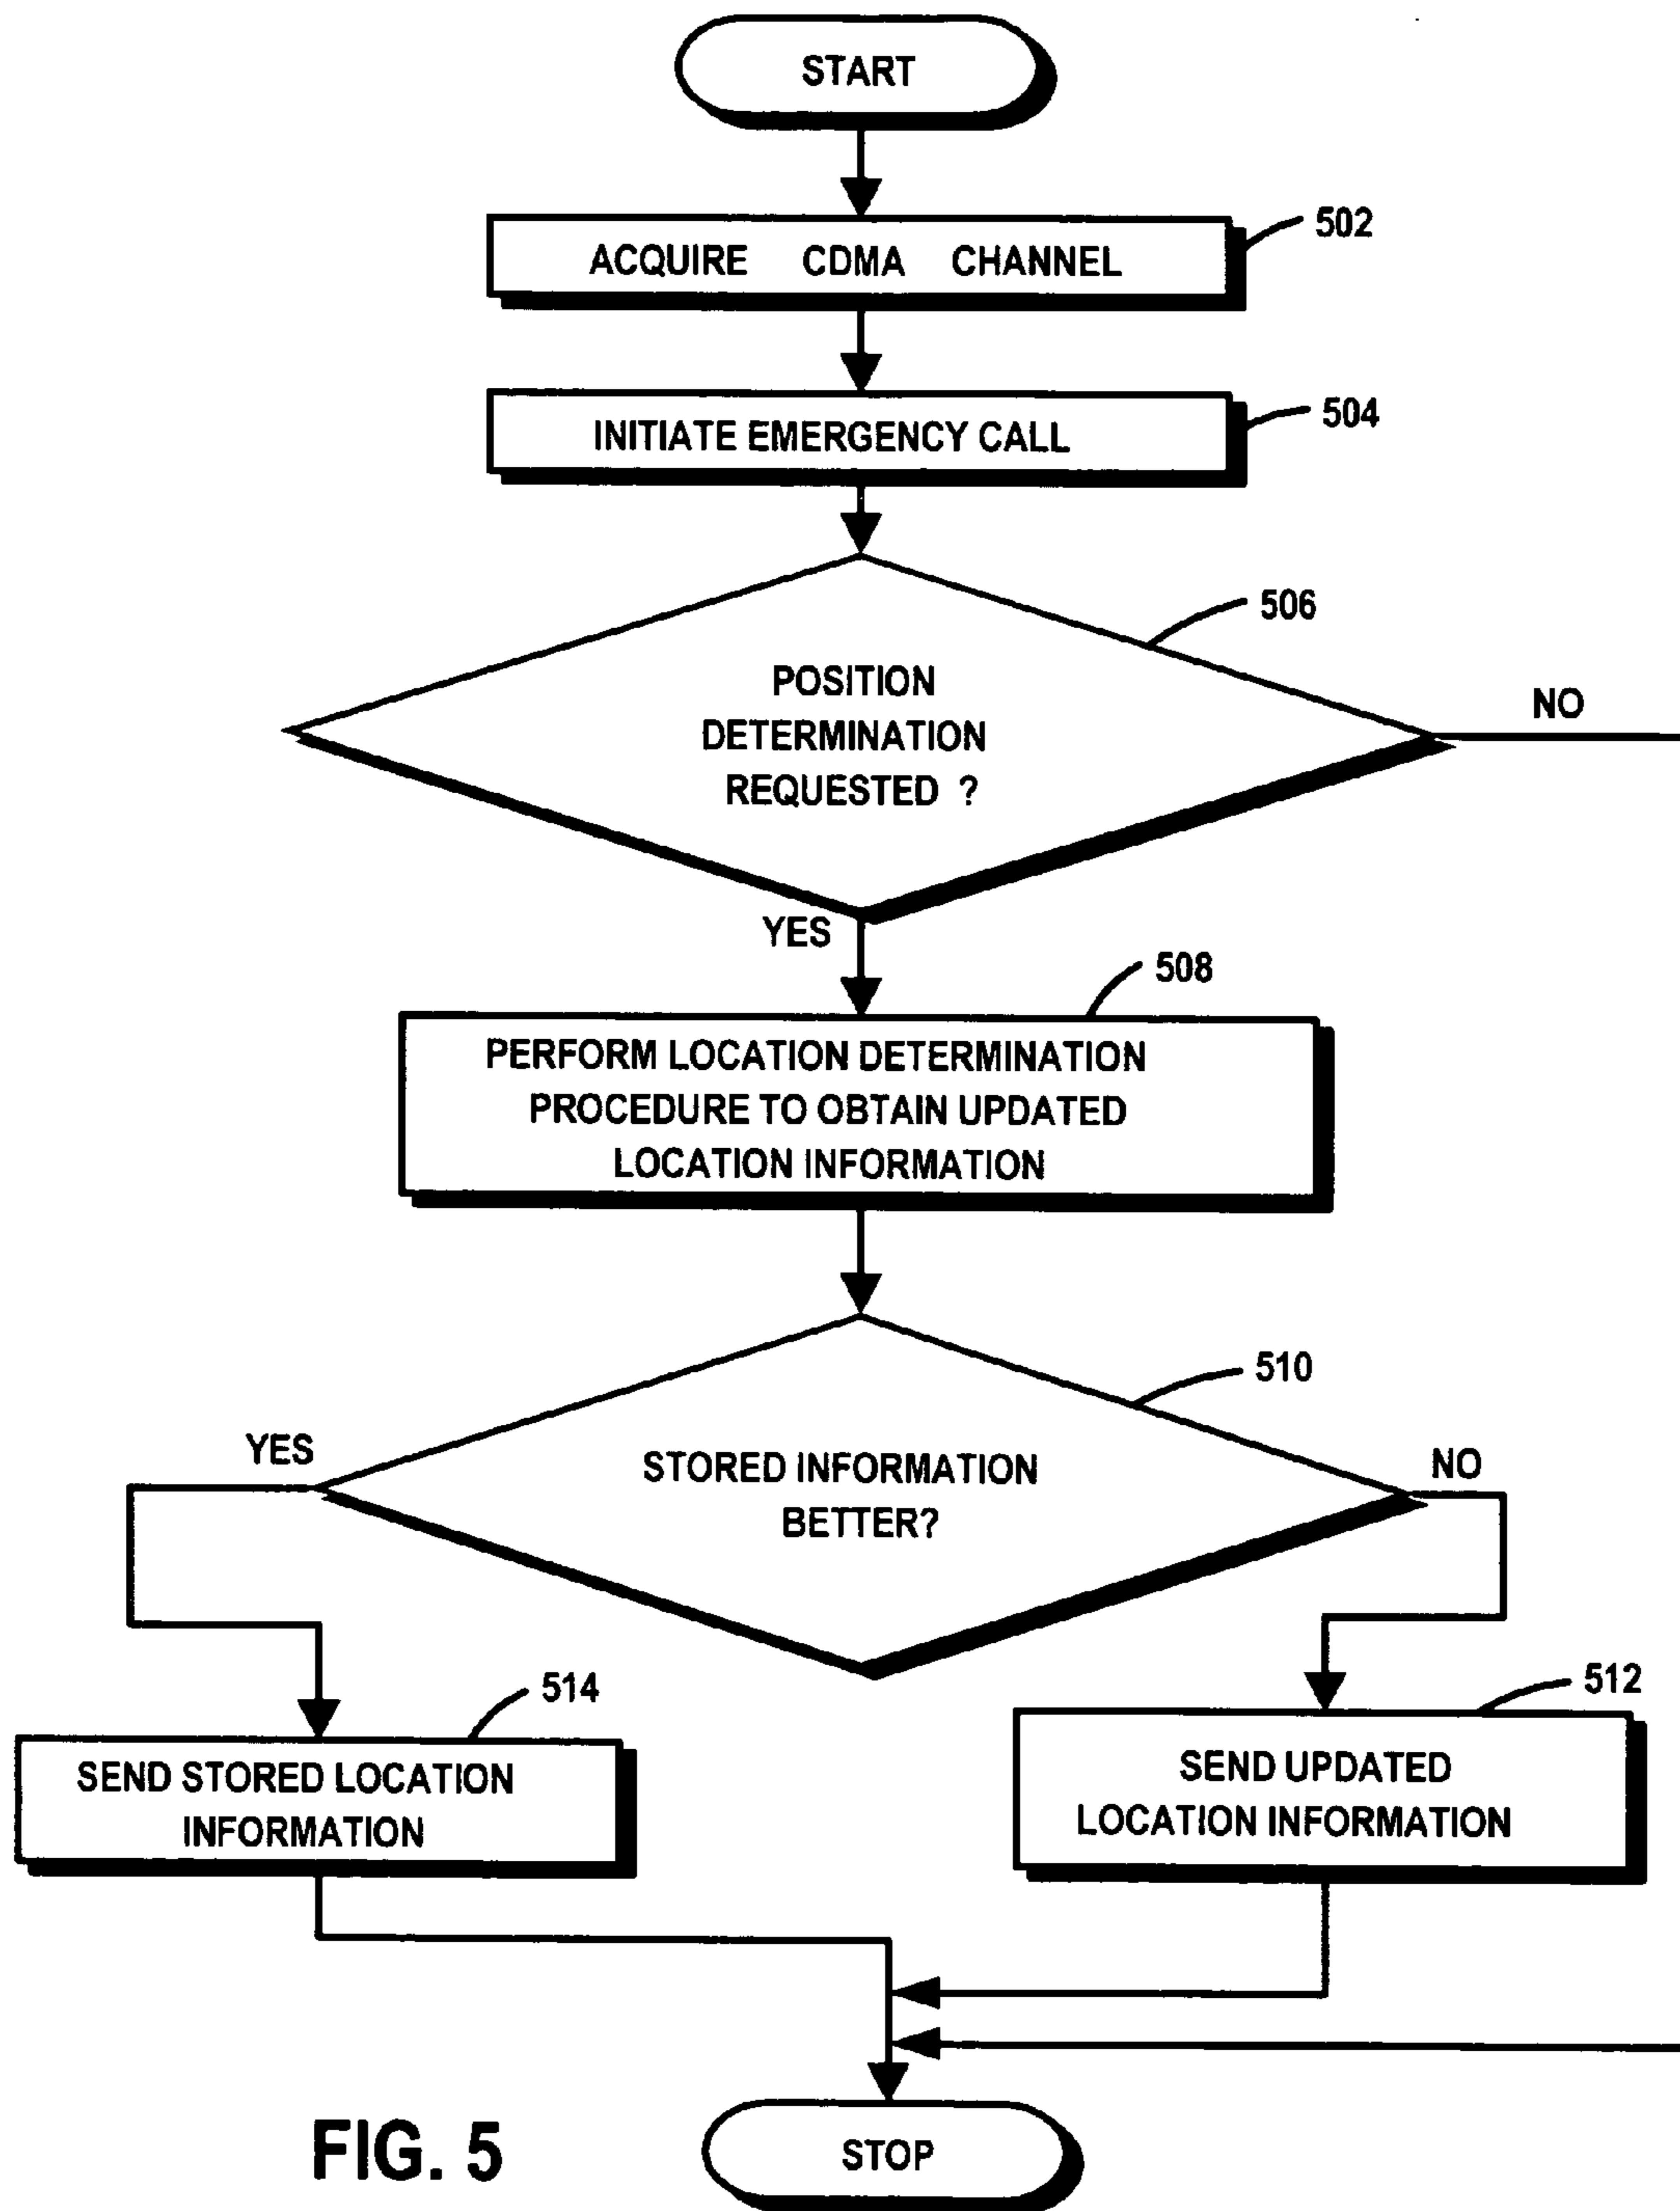 START
502
ACQUIRE CDMA CHANNEL
504
INITIATE EMERGENCY CALL
506
POSITION
DETERMINATION
REQUESTED ?
NO
YES
508
PERFORM LOCATION DETERMINATION
PROCEDURE TO OBTAIN UPDATED
LOCATION INFORMATION
510
YES
STORED INFORMATION
BETTER?
NO
514
SEND STORED LOCATION
INFORMATION
512
SEND UPDATED
LOCATION INFORMATION
STOP
FIG. 5